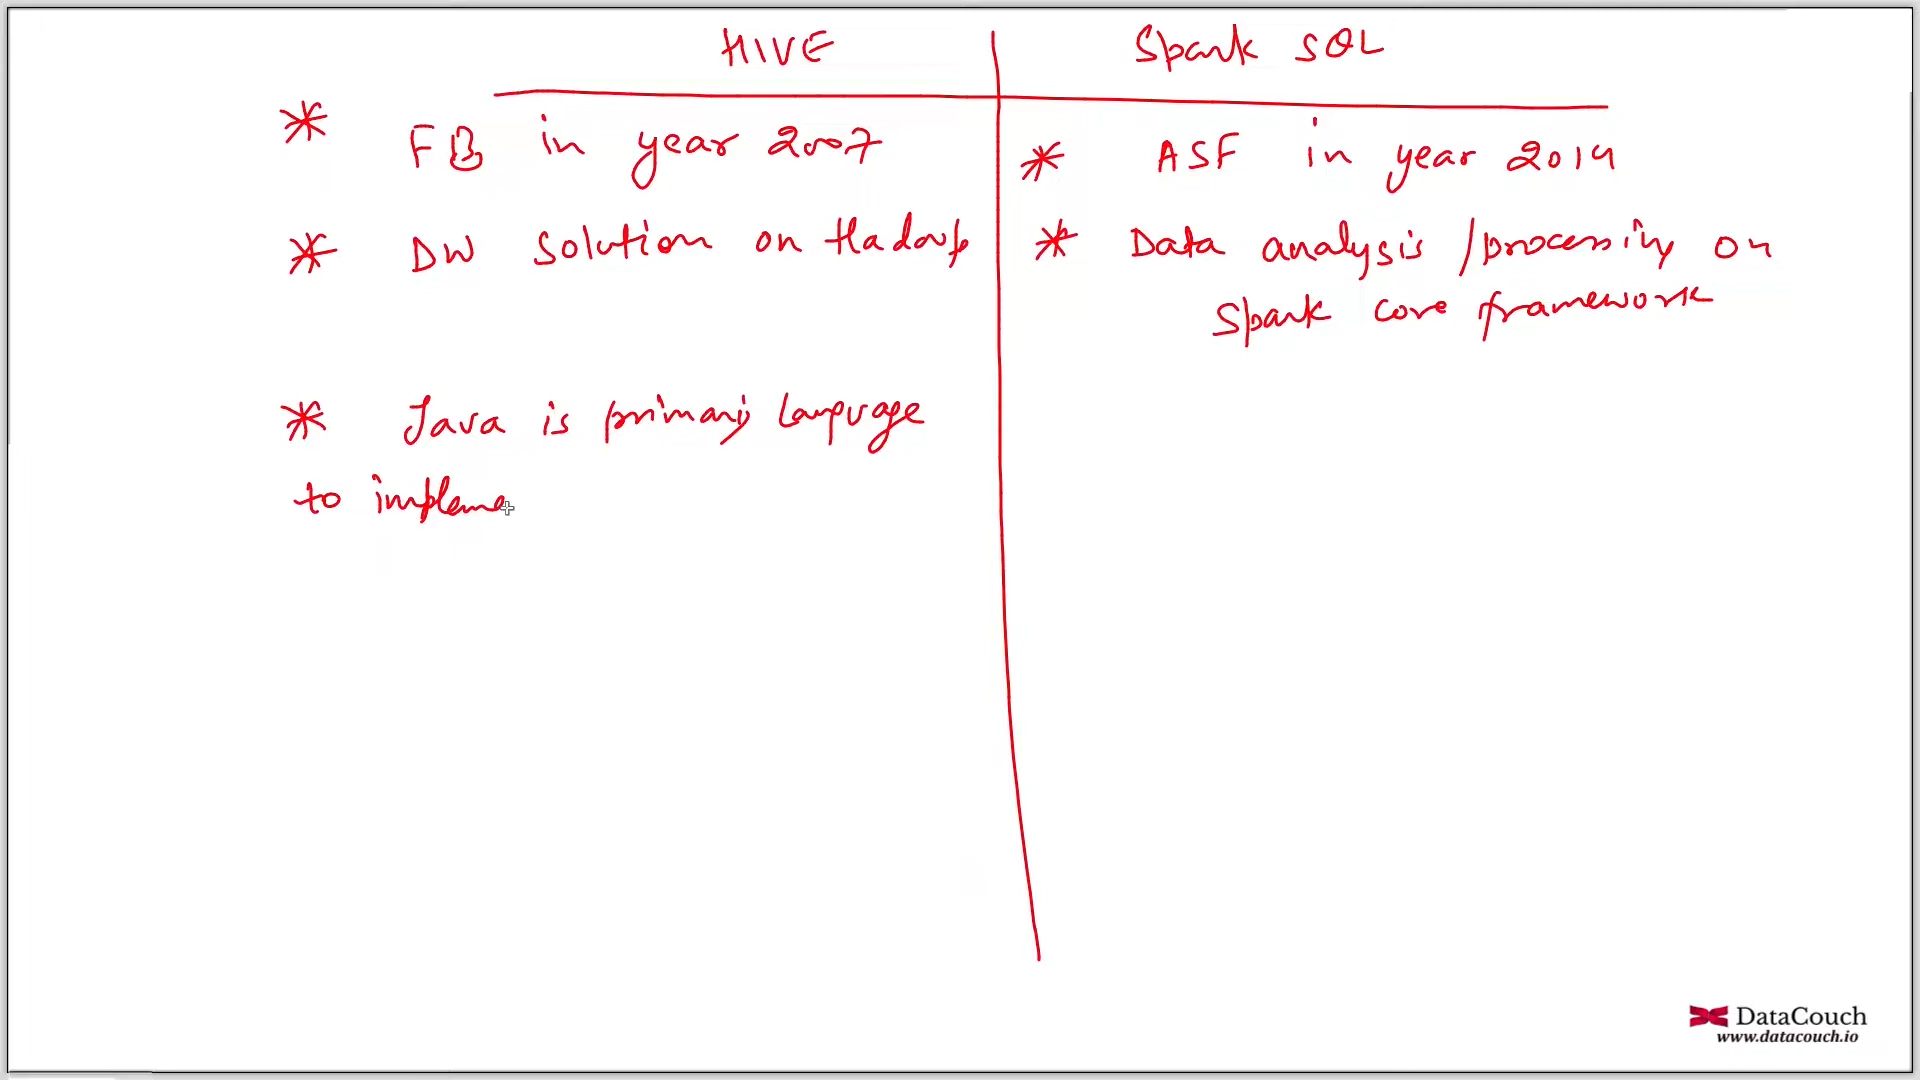 HIVE
Spark SQL
* FB in year 2007
* ASF in year 2014
* DW Solution on Hadoop
* Data analysis / processing on
Spark core framework
* Java is primary language
to impleme
DataCouch
www.datacouch.io